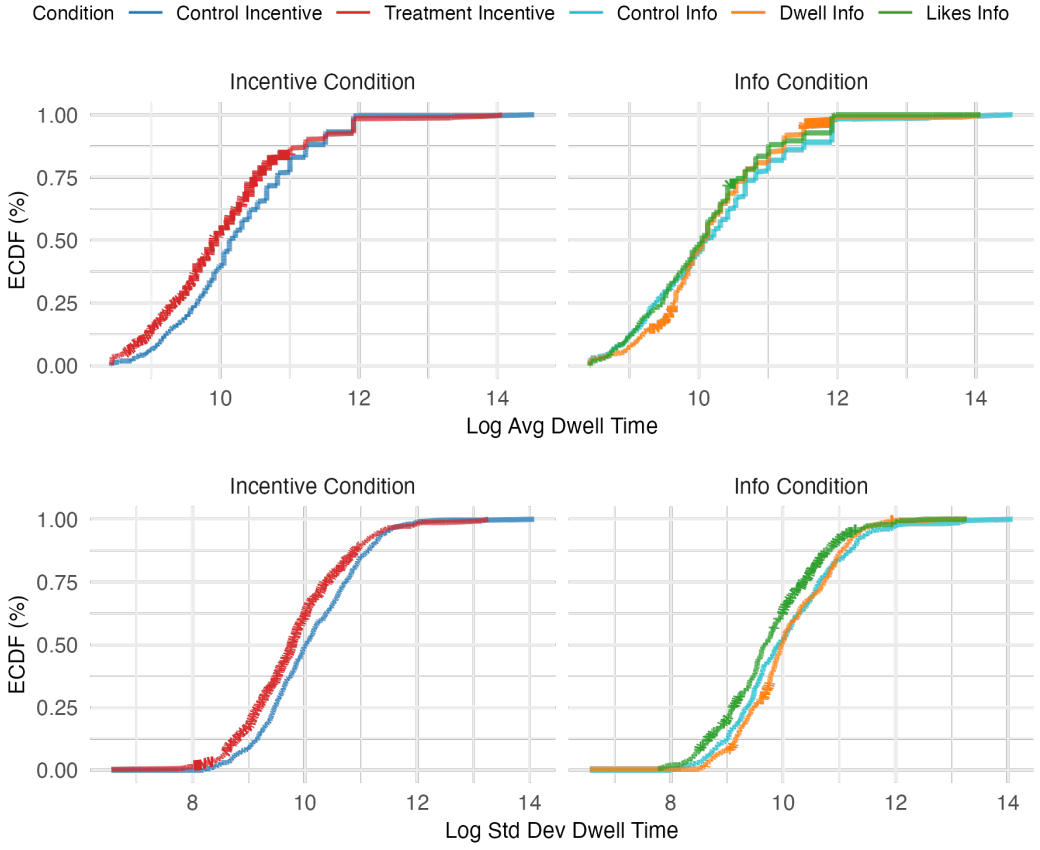 Condition Control Incentive Treatment Incentive Control Info Dwell Info Likes Info
Incentive Condition Info Condition
ECDF (%)
1.00
0.75
0.50
0.25
0.00
10 12 14 10 12 14
Log Avg Dwell Time
Incentive Condition Info Condition
ECDF (%)
1.00
0.75
0.50
0.25
0.00
8 10 12 14 8 10 12 14
Log Std Dev Dwell Time